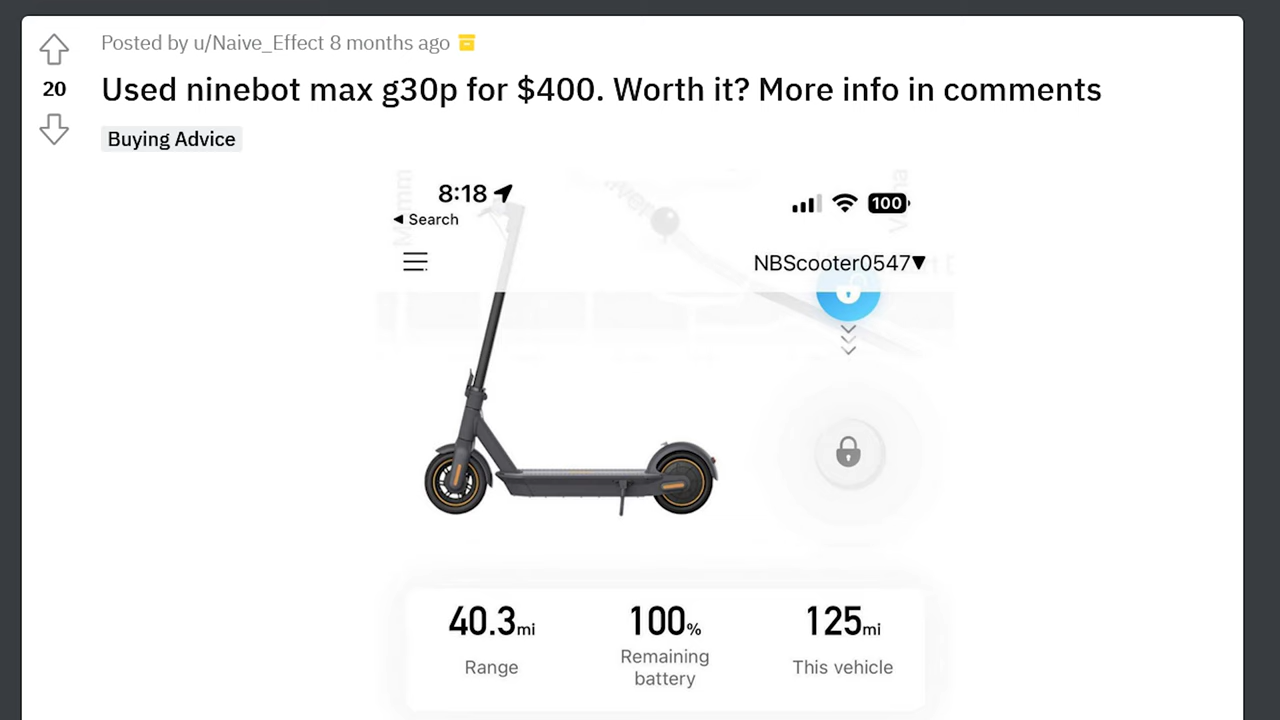 Posted by u/Naive_Effect 8 months ago
20
Used ninebot max g30p for $400. Worth it? More info in comments
Buying Advice
8:18
100
◀ Search
NBScooter0547▼
40.3mi
100%
125mi
Range
Remaining
battery
This vehicle